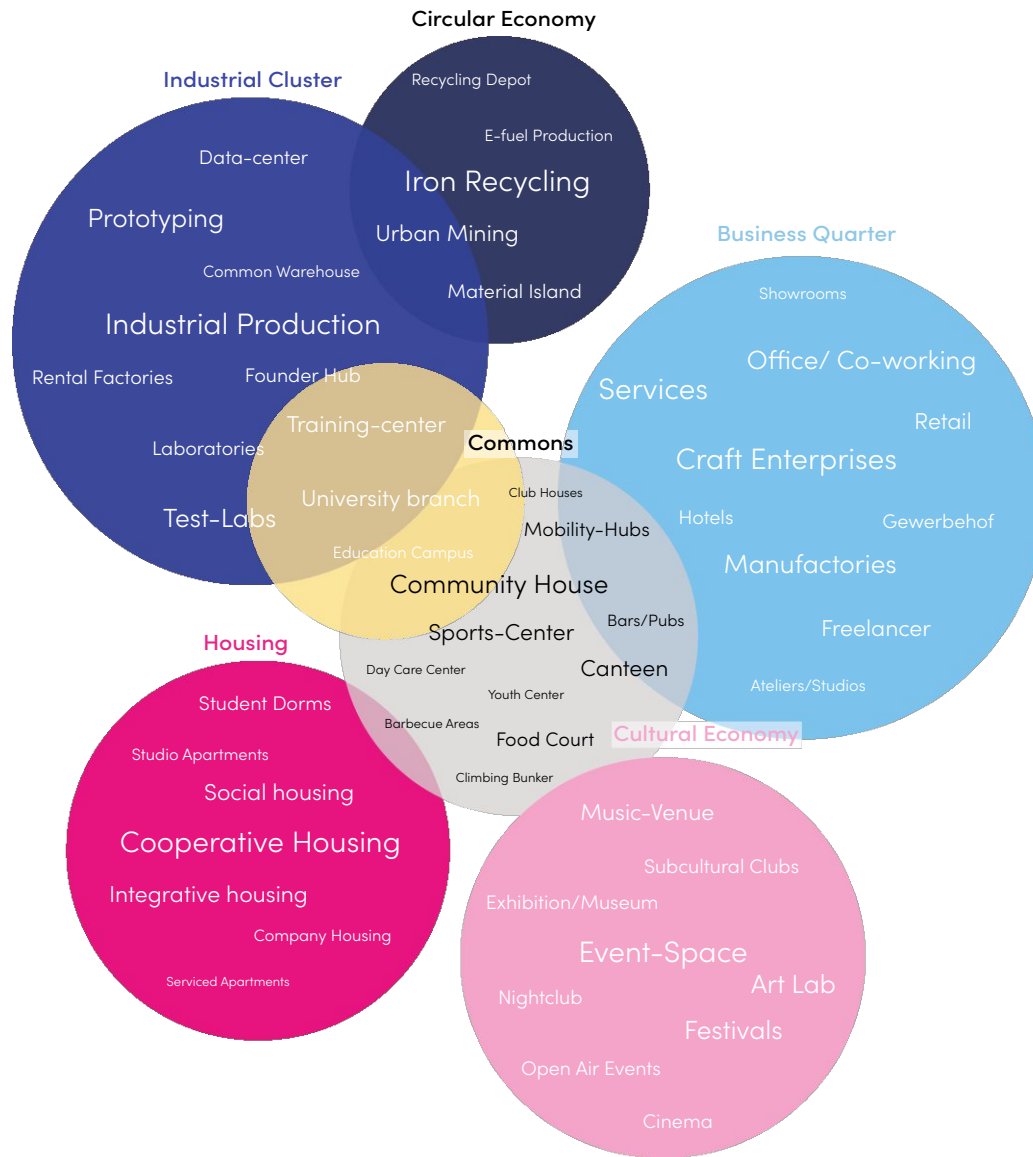 Circular Economy
Recycling Depot
E-fuel Production
Iron Recycling
Urban Mining
Material Island
Industrial Cluster
Data-center
Prototyping
Common Warehouse
Industrial Production
Rental Factories
Founder Hub
Training-center
Laboratories
University branch
Test-Labs
Education Campus
Business Quarter
Showrooms
Office/ Co-working
Services
Retail
Craft Enterprises
Hotels
Gewerbehof
Manufactories
Freelancer
Ateliers/Studios
Commons
Club Houses
Mobility-Hubs
Community House
Bars/Pubs
Sports-Center
Canteen
Day Care Center
Youth Center
Barbecue Areas
Food Court
Climbing Bunker
Housing
Student Dorms
Studio Apartments
Social housing
Cooperative Housing
Integrative housing
Company Housing
Serviced Apartments
Cultural Economy
Music-Venue
Subcultural Clubs
Exhibition/Museum
Event-Space
Art Lab
Nightclub
Festivals
Open Air Events
Cinema